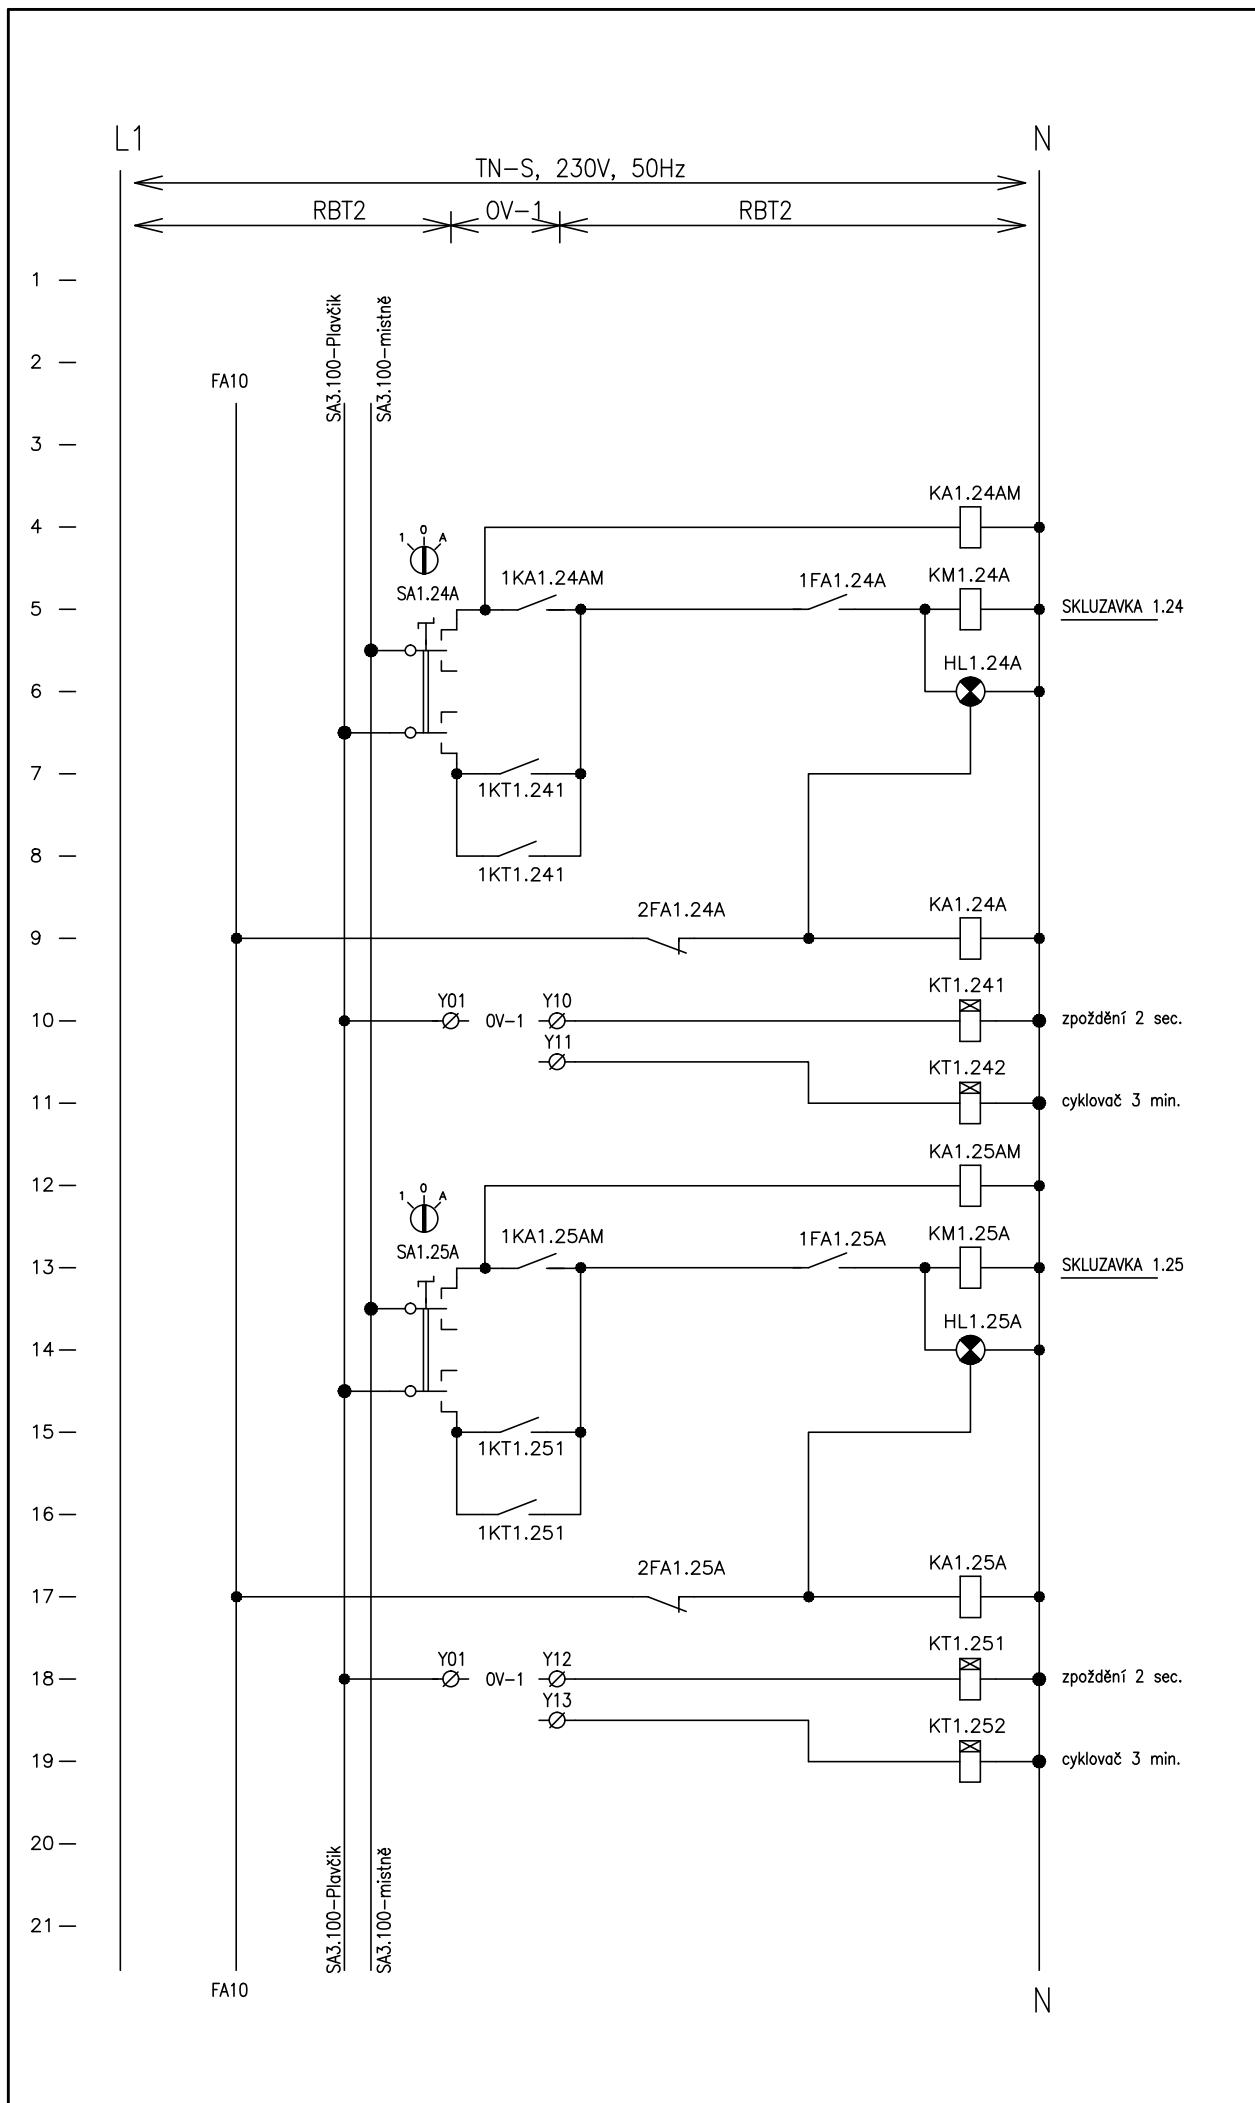 L1 N
TN-S, 230V, 50Hz
RBT2 OV-1 RBT2
1
SA3.100-Plavčik
SA3.100-mistně
2
FA10
3
KA1.24AM
4
1 0 A
SA1.24A
1KA1.24AM
1FA1.24A
KM1.24A
5
SKLUZAVKA 1.24
HL1.24A
6
7
1KT1.241
8
1KT1.241
2FA1.24A
KA1.24A
9
KT1.241
Y01 Y10
10
OV-1
zpoždění 2 sec.
Y11
KT1.242
11
cyklovač 3 min.
KA1.25AM
12
1 0 A
SA1.25A
1KA1.25AM
1FA1.25A
KM1.25A
13
SKLUZAVKA 1.25
HL1.25A
14
15
1KT1.251
16
1KT1.251
2FA1.25A
KA1.25A
17
KT1.251
Y01 Y12
18
OV-1
zpoždění 2 sec.
Y13
KT1.252
19
cyklovač 3 min.
20
SA3.100-Plavčik
SA3.100-mistně
21
FA10
N